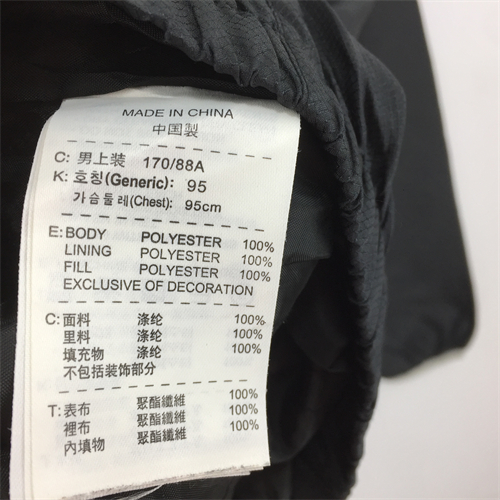 MADE IN CHINA
中国製
C: 男上装 170/88A
K: 호칭(Generic): 95
가슴둘레(Chest): 95cm
E: BODY POLYESTER 100%
LINING POLYESTER 100%
FILL POLYESTER 100%
EXCLUSIVE OF DECORATION
C: 面料 涤纶 100%
里料 涤纶 100%
填充物 涤纶 100%
不包括装饰部分
T: 表布 聚酯纖維 100%
裡布 聚酯纖維 100%
內填物 聚酯纖維 100%